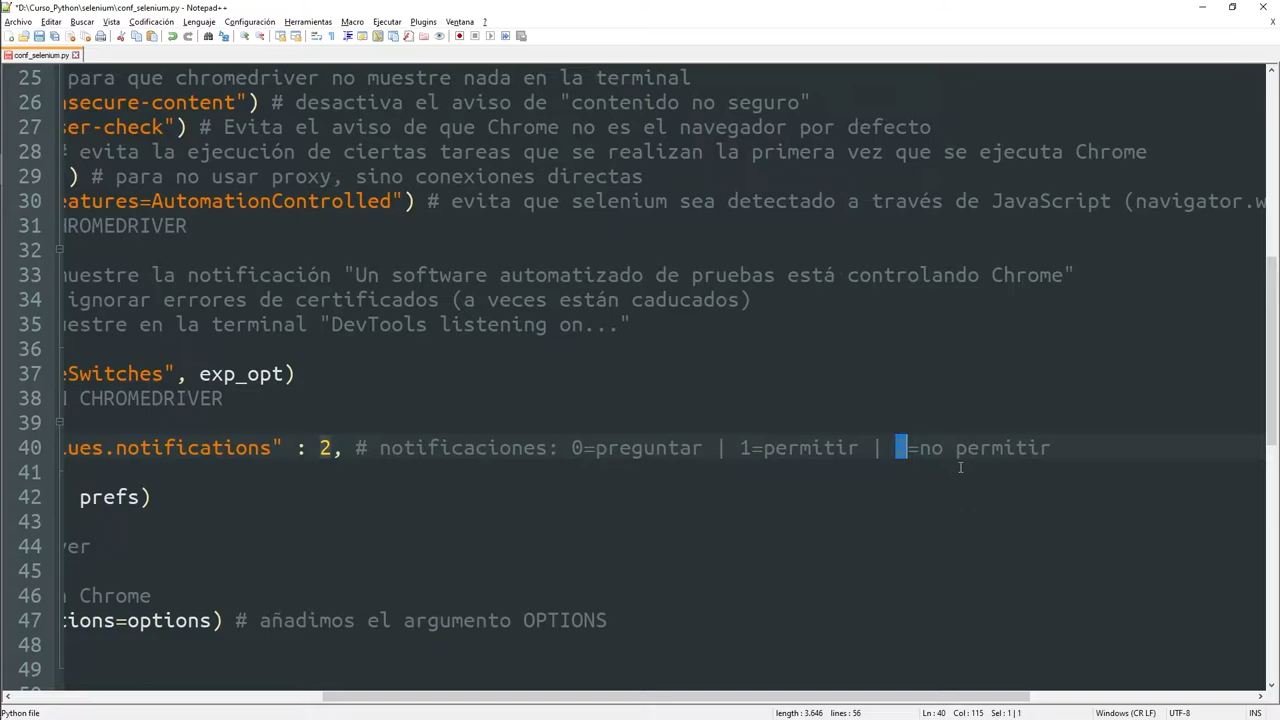 *D:\Curso_Python\selenium\conf_selenium.py - Notepad++
Archivo Editar Buscar Vista Codificación Lenguaje Configuración Herramientas Macro Ejecutar Plugins Ventana ?
conf_selenium.py
25 para que chromedriver no muestre nada en la terminal
26 nsecure-content") # desactiva el aviso de "contenido no seguro"
27 ser-check") # Evita el aviso de que Chrome no es el navegador por defecto
28 # evita la ejecución de ciertas tareas que se realizan la primera vez que se ejecuta Chrome
29 ) # para no usar proxy, sino conexiones directas
30 eatures=AutomationControlled") # evita que selenium sea detectado a través de JavaScript (navigator.w
31 CHROMEDRIVER
32
33 muestre la notificación "Un software automatizado de pruebas está controlando Chrome"
34 ignorar errores de certificados (a veces están caducados)
35 uestre en la terminal "DevTools listening on..."
36
37 eSwitches", exp_opt)
38 N CHROMEDRIVER
39
40 lues.notifications" : 2, # notificaciones: 0=preguntar | 1=permitir | =no permitir
41
42 prefs)
43
44 ver
45
46 n Chrome
47 tions=options) # añadimos el argumento OPTIONS
48
49
Python file length : 3.646 lines : 56 Ln : 40 Col : 115 Sel : 1 | 1 Windows (CR LF) UTF-8 INS